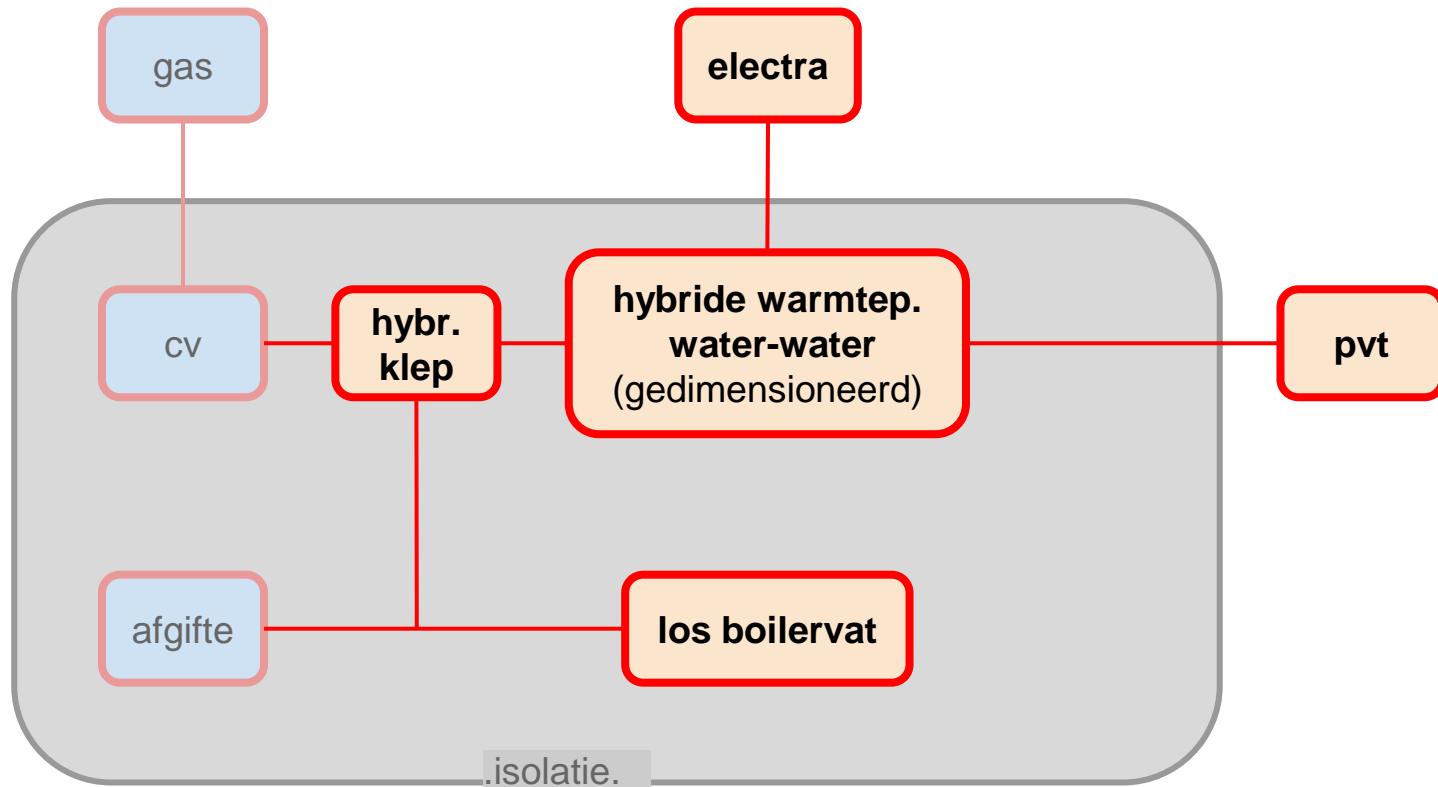 gas
electra
cv
hybr.
klep
hybride warmtep.
water-water
(gedimensioneerd)
pvt
afgifte
los boilervat
.isolatie.